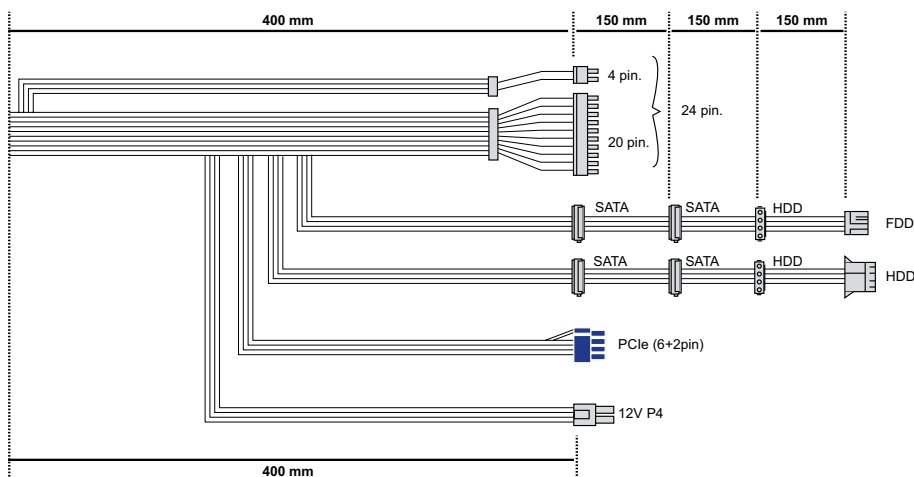 400 mm 150 mm 150 mm 150 mm
4 pin.
24 pin.
20 pin.
SATA SATA HDD FDD
SATA SATA HDD HDD
PCIe (6+2pin)
12V P4
400 mm